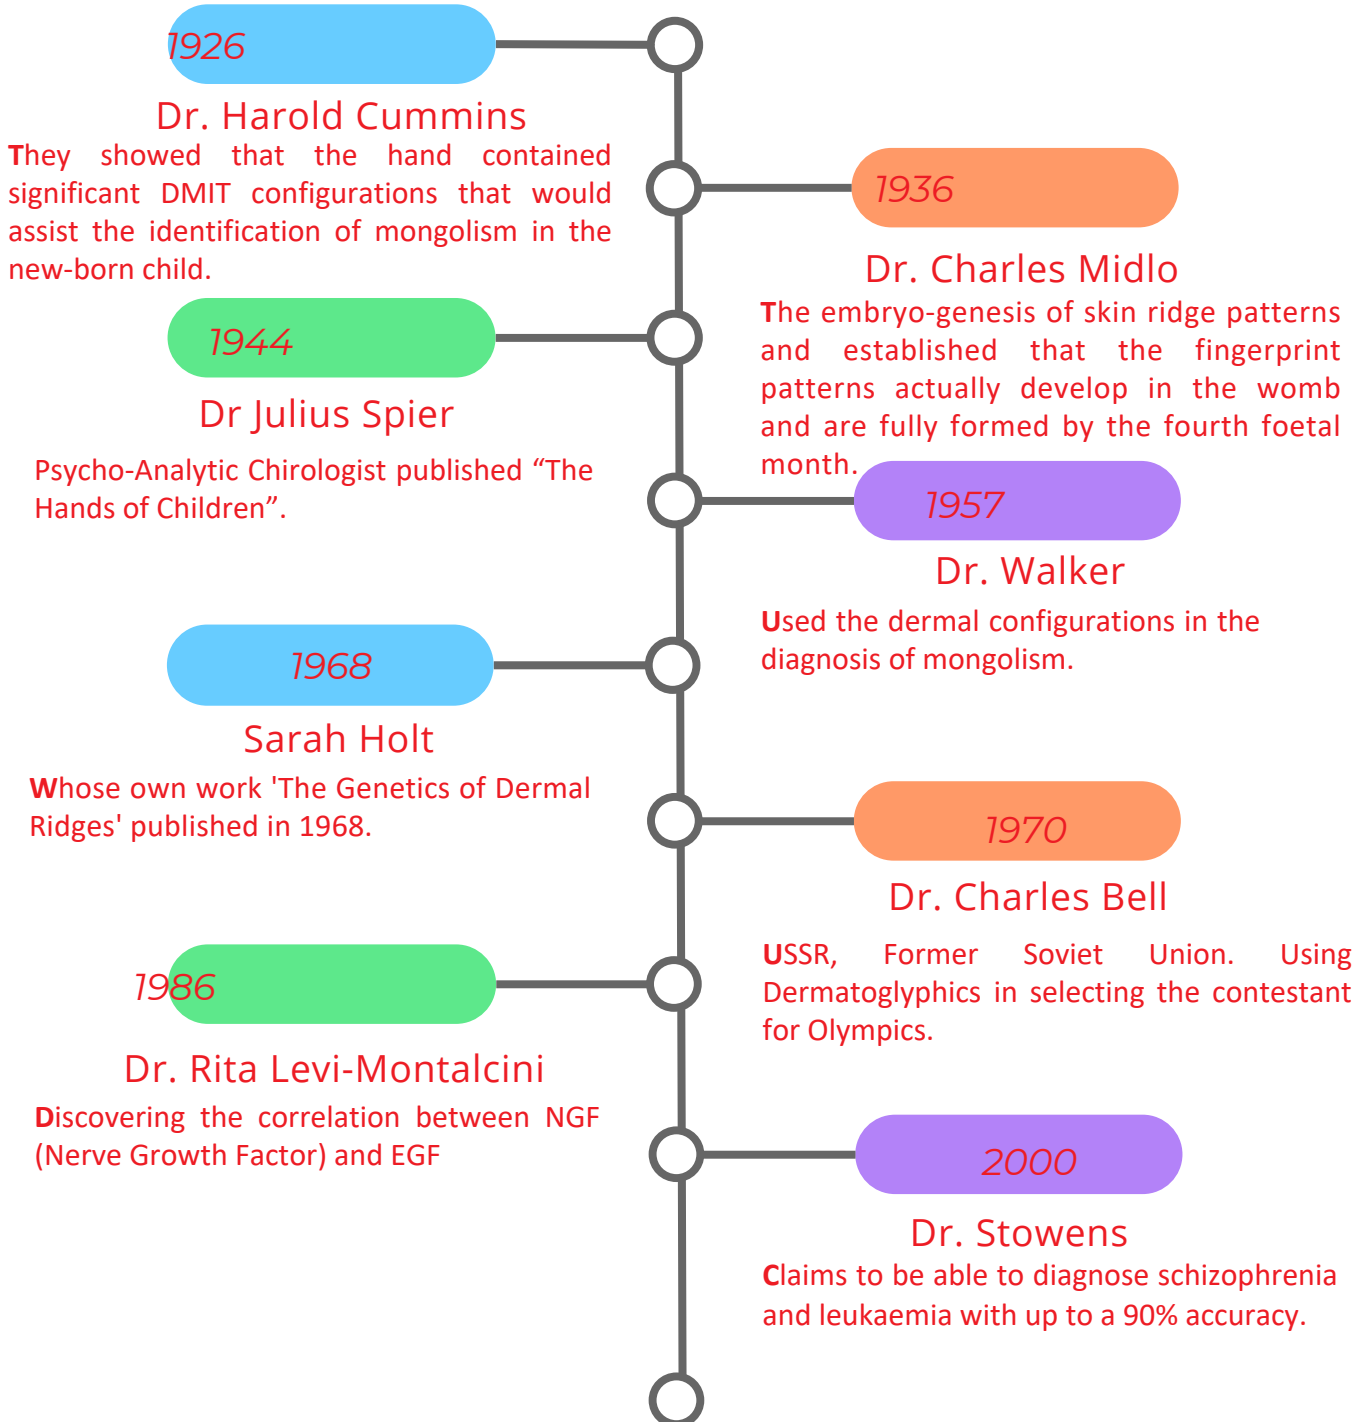 1926
Dr. Harold Cummins
They showed that the hand contained
significant DMIT configurations that would
assist the identification of mongolism in the
new-born child.
1936
Dr. Charles Midlo
The embryo-genesis of skin ridge patterns
and established that the fingerprint
patterns actually develop in the womb
and are fully formed by the fourth foetal
month.
1944
Dr Julius Spier
Psycho-Analytic Chirologist published “The
Hands of Children”.
1957
Dr. Walker
Used the dermal configurations in the
diagnosis of mongolism.
1968
Sarah Holt
Whose own work 'The Genetics of Dermal
Ridges' published in 1968.
1970
Dr. Charles Bell
USSR, Former Soviet Union. Using
Dermatoglyphics in selecting the contestant
for Olympics.
1986
Dr. Rita Levi-Montalcini
Discovering the correlation between NGF
(Nerve Growth Factor) and EGF
2000
Dr. Stowens
Claims to be able to diagnose schizophrenia
and leukaemia with up to a 90% accuracy.